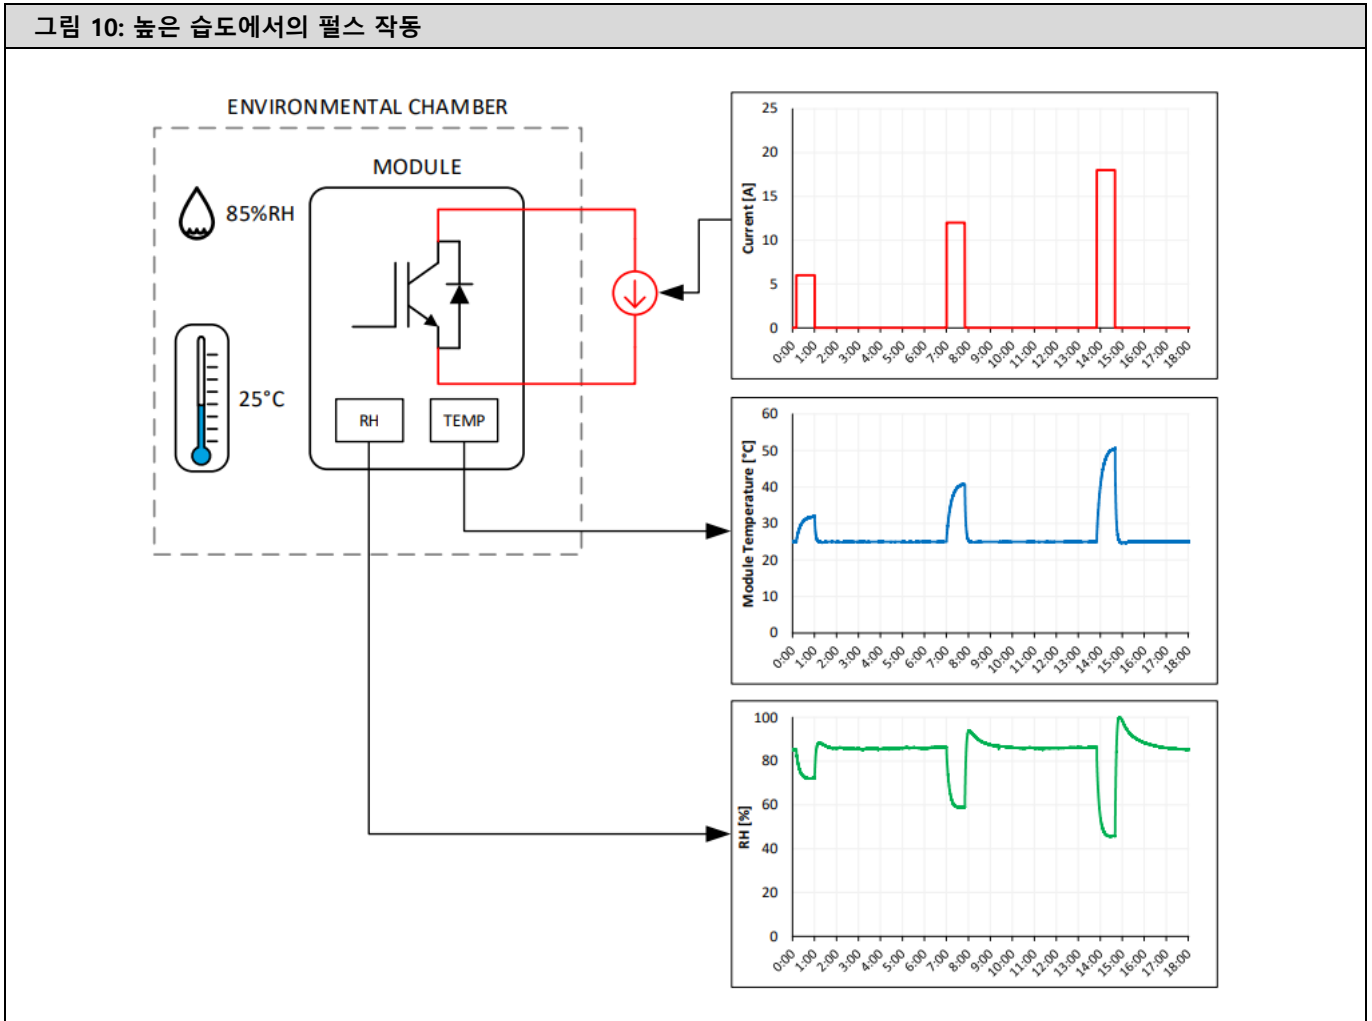 그림 10: 높은 습도에서의 펄스 작동
ENVIRONMENTAL CHAMBER
MODULE
85%RH
25°C
RH
TEMP
Current [A]
25
20
15
10
5
0
0:00 1:00 2:00 3:00 4:00 5:00 6:00 7:00 8:00 9:00 10:00 11:00 12:00 13:00 14:00 15:00 16:00 17:00 18:00
Module Temperature [°C]
60
50
40
30
20
10
0
0:00 1:00 2:00 3:00 4:00 5:00 6:00 7:00 8:00 9:00 10:00 11:00 12:00 13:00 14:00 15:00 16:00 17:00 18:00
RH [%]
100
80
60
40
20
0
0:00 1:00 2:00 3:00 4:00 5:00 6:00 7:00 8:00 9:00 10:00 11:00 12:00 13:00 14:00 15:00 16:00 17:00 18:00